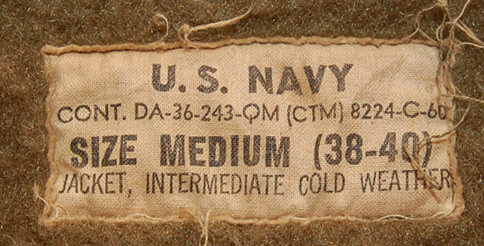 U. S. NAVY
CONT. DA-36-243-QM (CTM) 8224-C-60
SIZE MEDIUM (38-40)
JACKET, INTERMEDIATE COLD WEATHER